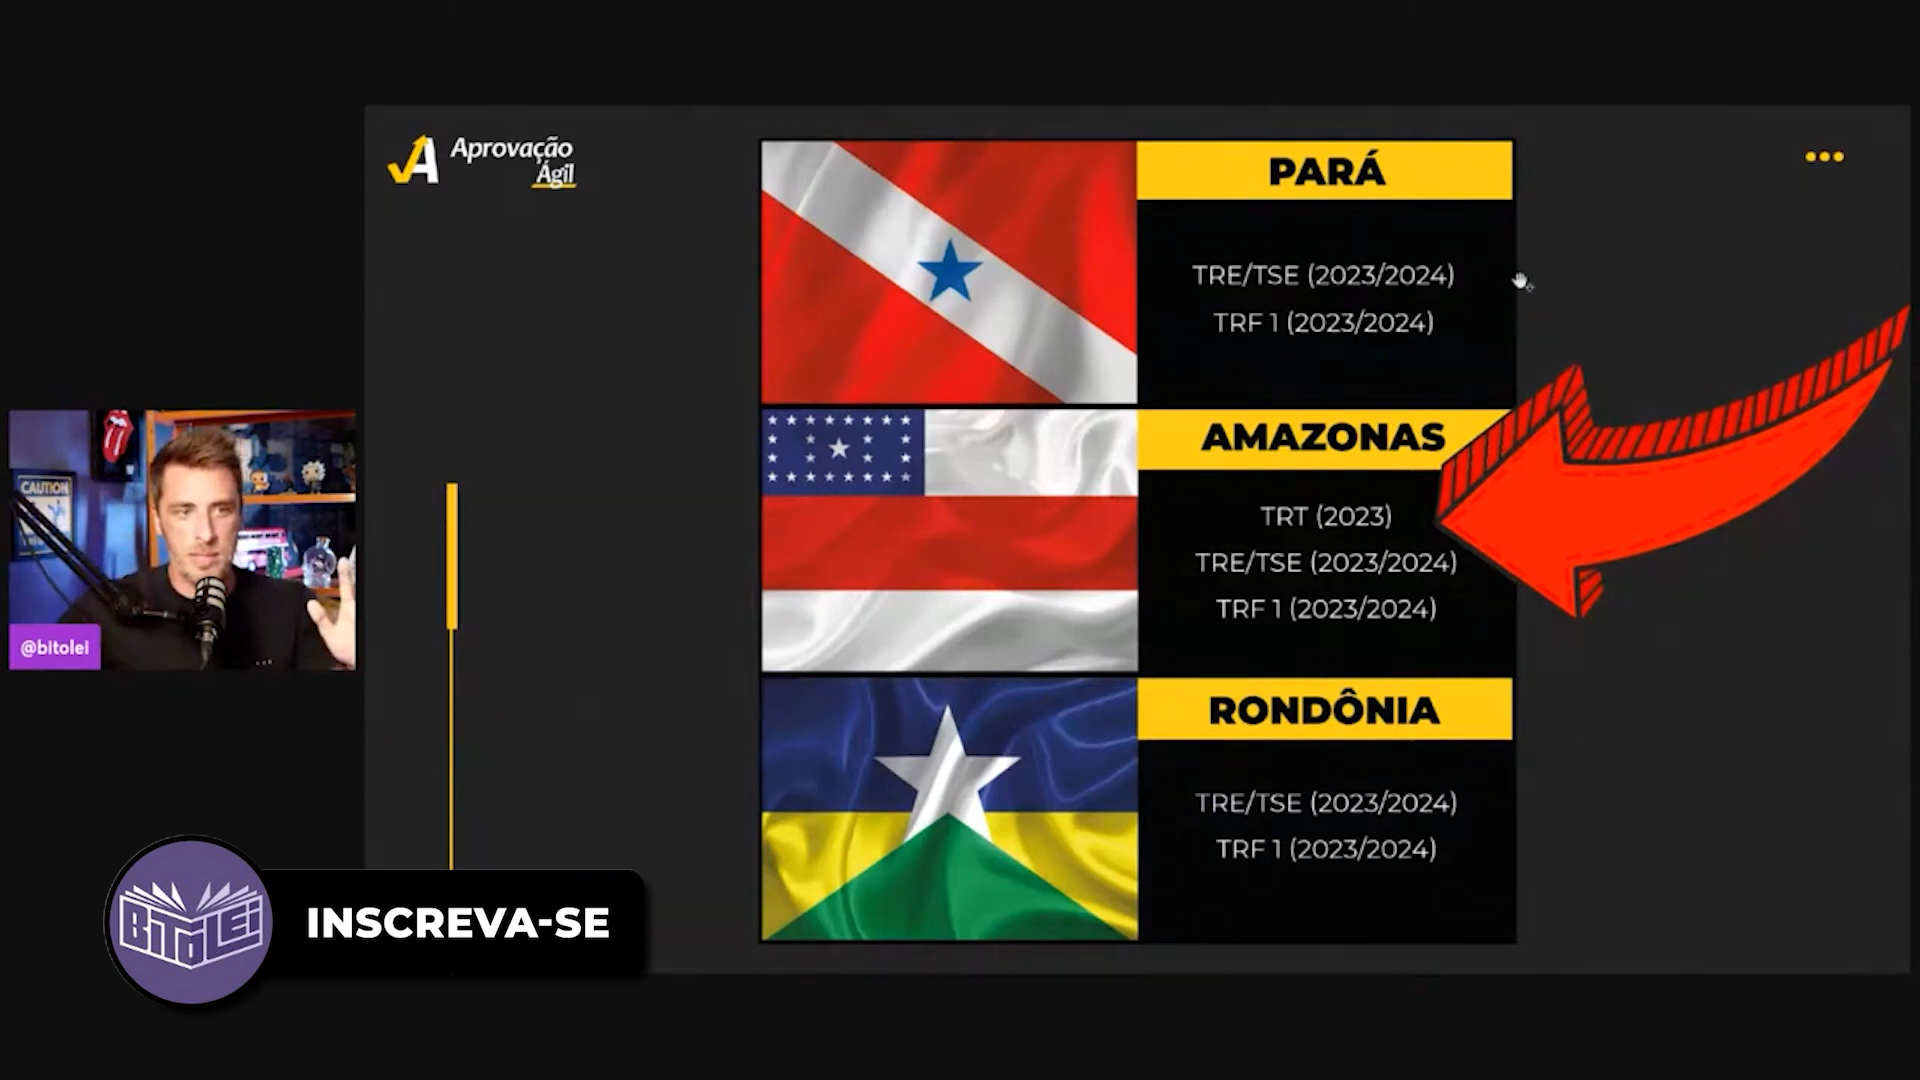 Aprovação
Ágil
PARÁ
TRE/TSE (2023/2024)
TRF 1 (2023/2024)
AMAZONAS
TRT (2023)
TRE/TSE (2023/2024)
TRF 1 (2023/2024)
RONDÔNIA
TRE/TSE (2023/2024)
TRF 1 (2023/2024)
CAUTION
@bitolei
BITOLEI
INSCREVA-SE